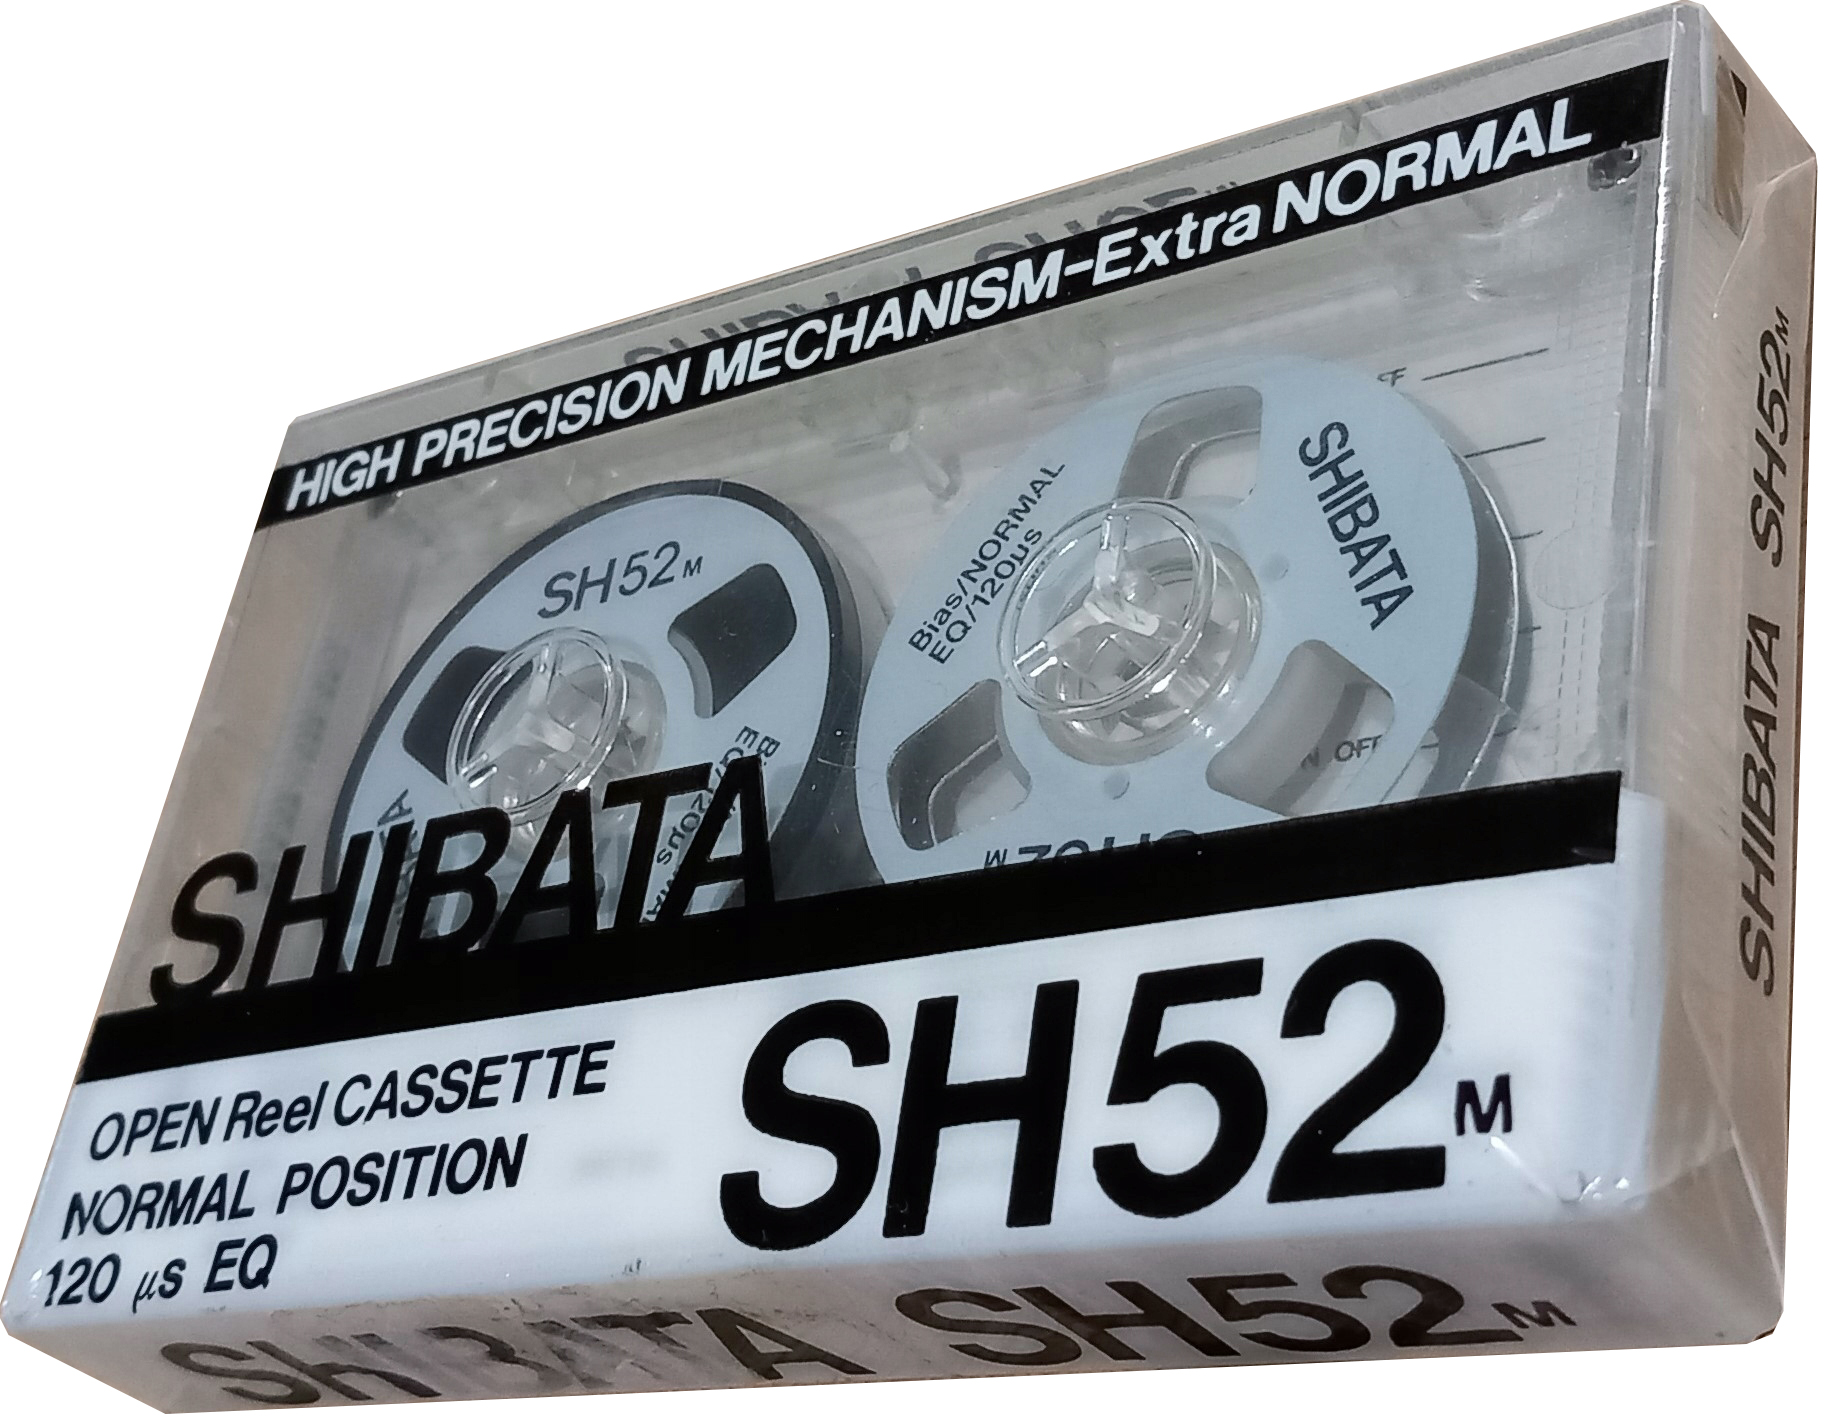 HIGH PRECISION MECHANISM-Extra NORMAL
SH52M
Bias/NORMAL
EQ/120µs
SHIBATA
SHIBATA
OPEN Reel CASSETTE
NORMAL POSITION
120 µs EQ
SH52M
SHIBATA SH52M
SHIBATA SH52M